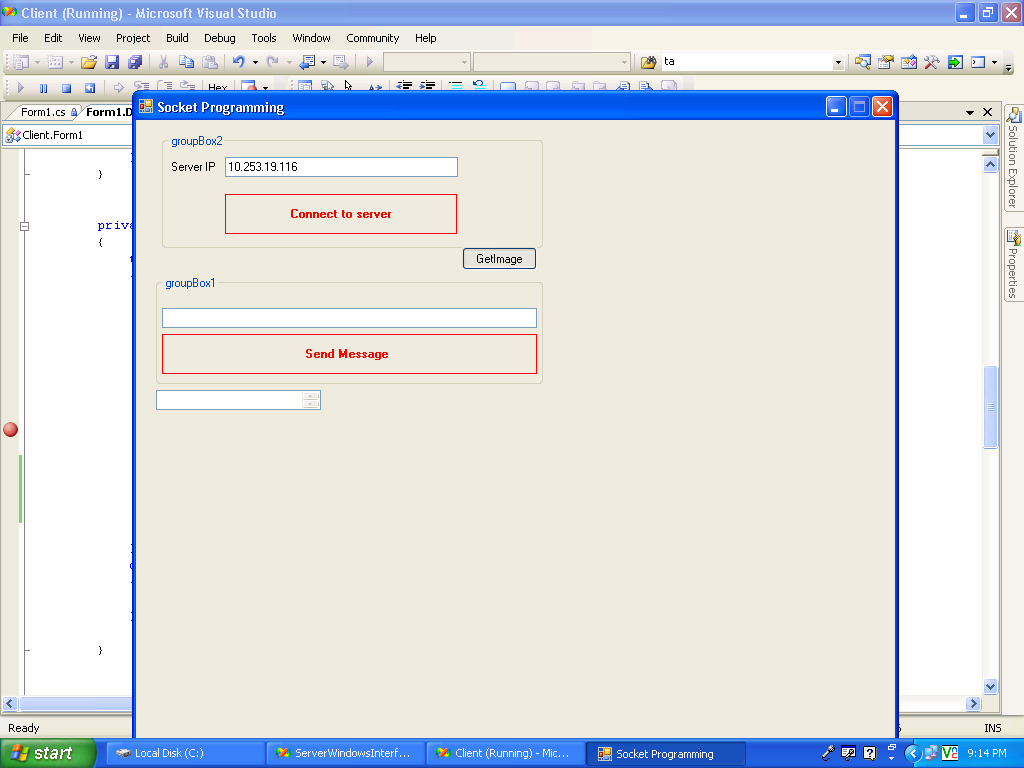 Client (Running) - Microsoft Visual Studio
File Edit View Project Build Debug Tools Window Community Help
ta
Hex
Form1.cs Form1.D
Socket Programming
Client.Form1
groupBox2
Server IP 10.253.19.116
Connect to server
GetImage
groupBox1
Send Message
priva
{
}
}
Solution Explorer
Properties
Ready INS
start Local Disk (C:) ServerWindowsInterf... Client (Running) - Mic... Socket Programming 9:14 PM